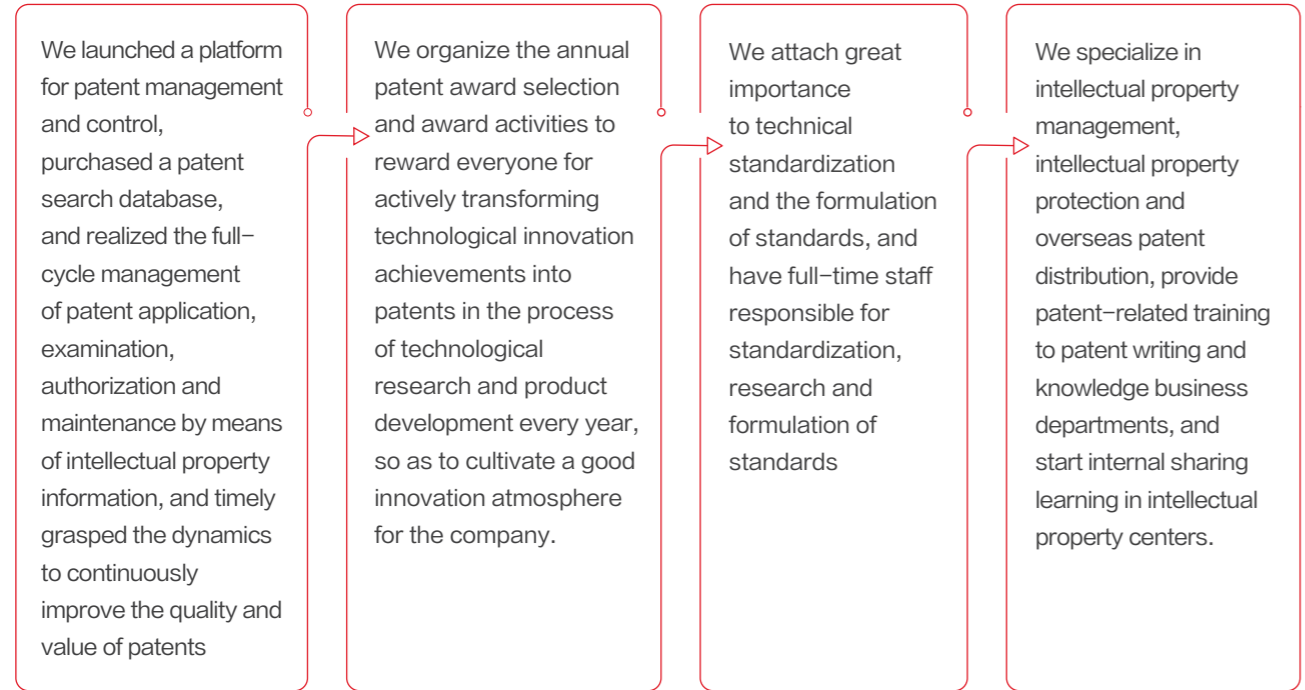 We launched a platform
for patent management
and control,
purchased a patent
search database,
and realized the full-
cycle management
of patent application,
examination,
authorization and
maintenance by means
of intellectual property
information, and timely
grasped the dynamics
to continuously
improve the quality and
value of patents
We organize the annual
patent award selection
and award activities to
reward everyone for
actively transforming
technological innovation
achievements into
patents in the process
of technological
research and product
development every year,
so as to cultivate a good
innovation atmosphere
for the company.
We attach great
importance
to technical
standardization
and the formulation
of standards, and
have full-time staff
responsible for
standardization,
research and
formulation of
standards
We specialize in
intellectual property
management,
intellectual property
protection and
overseas patent
distribution, provide
patent-related training
to patent writing and
knowledge business
departments, and
start internal sharing
learning in intellectual
property centers.